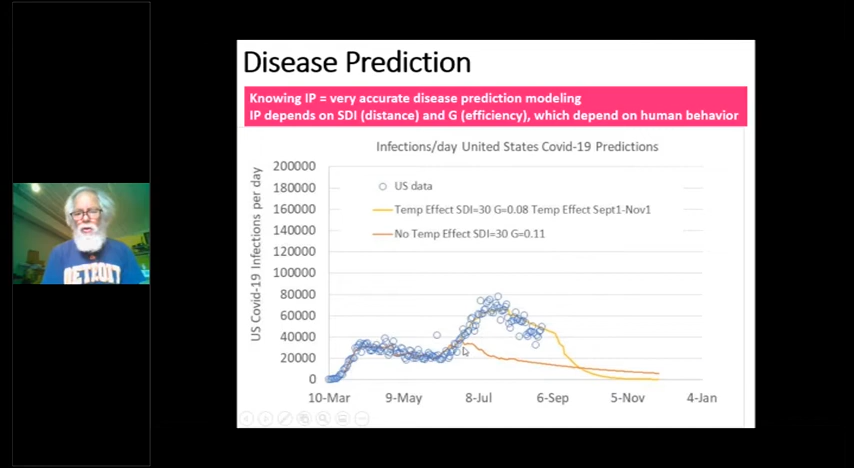 Disease Prediction
Knowing IP = very accurate disease prediction modeling
IP depends on SDI (distance) and G (efficiency), which depend on human behavior
Infections/day United States Covid-19 Predictions
US Covid-19 Infections per day
200000
180000
160000
140000
120000
100000
80000
60000
40000
20000
0
US data
Temp Effect SDI=30 G=0.08 Temp Effect Sept1-Nov1
No Temp Effect SDI=30 G=0.11
10-Mar 9-May 8-Jul 6-Sep 5-Nov 4-Jan
DETROIT